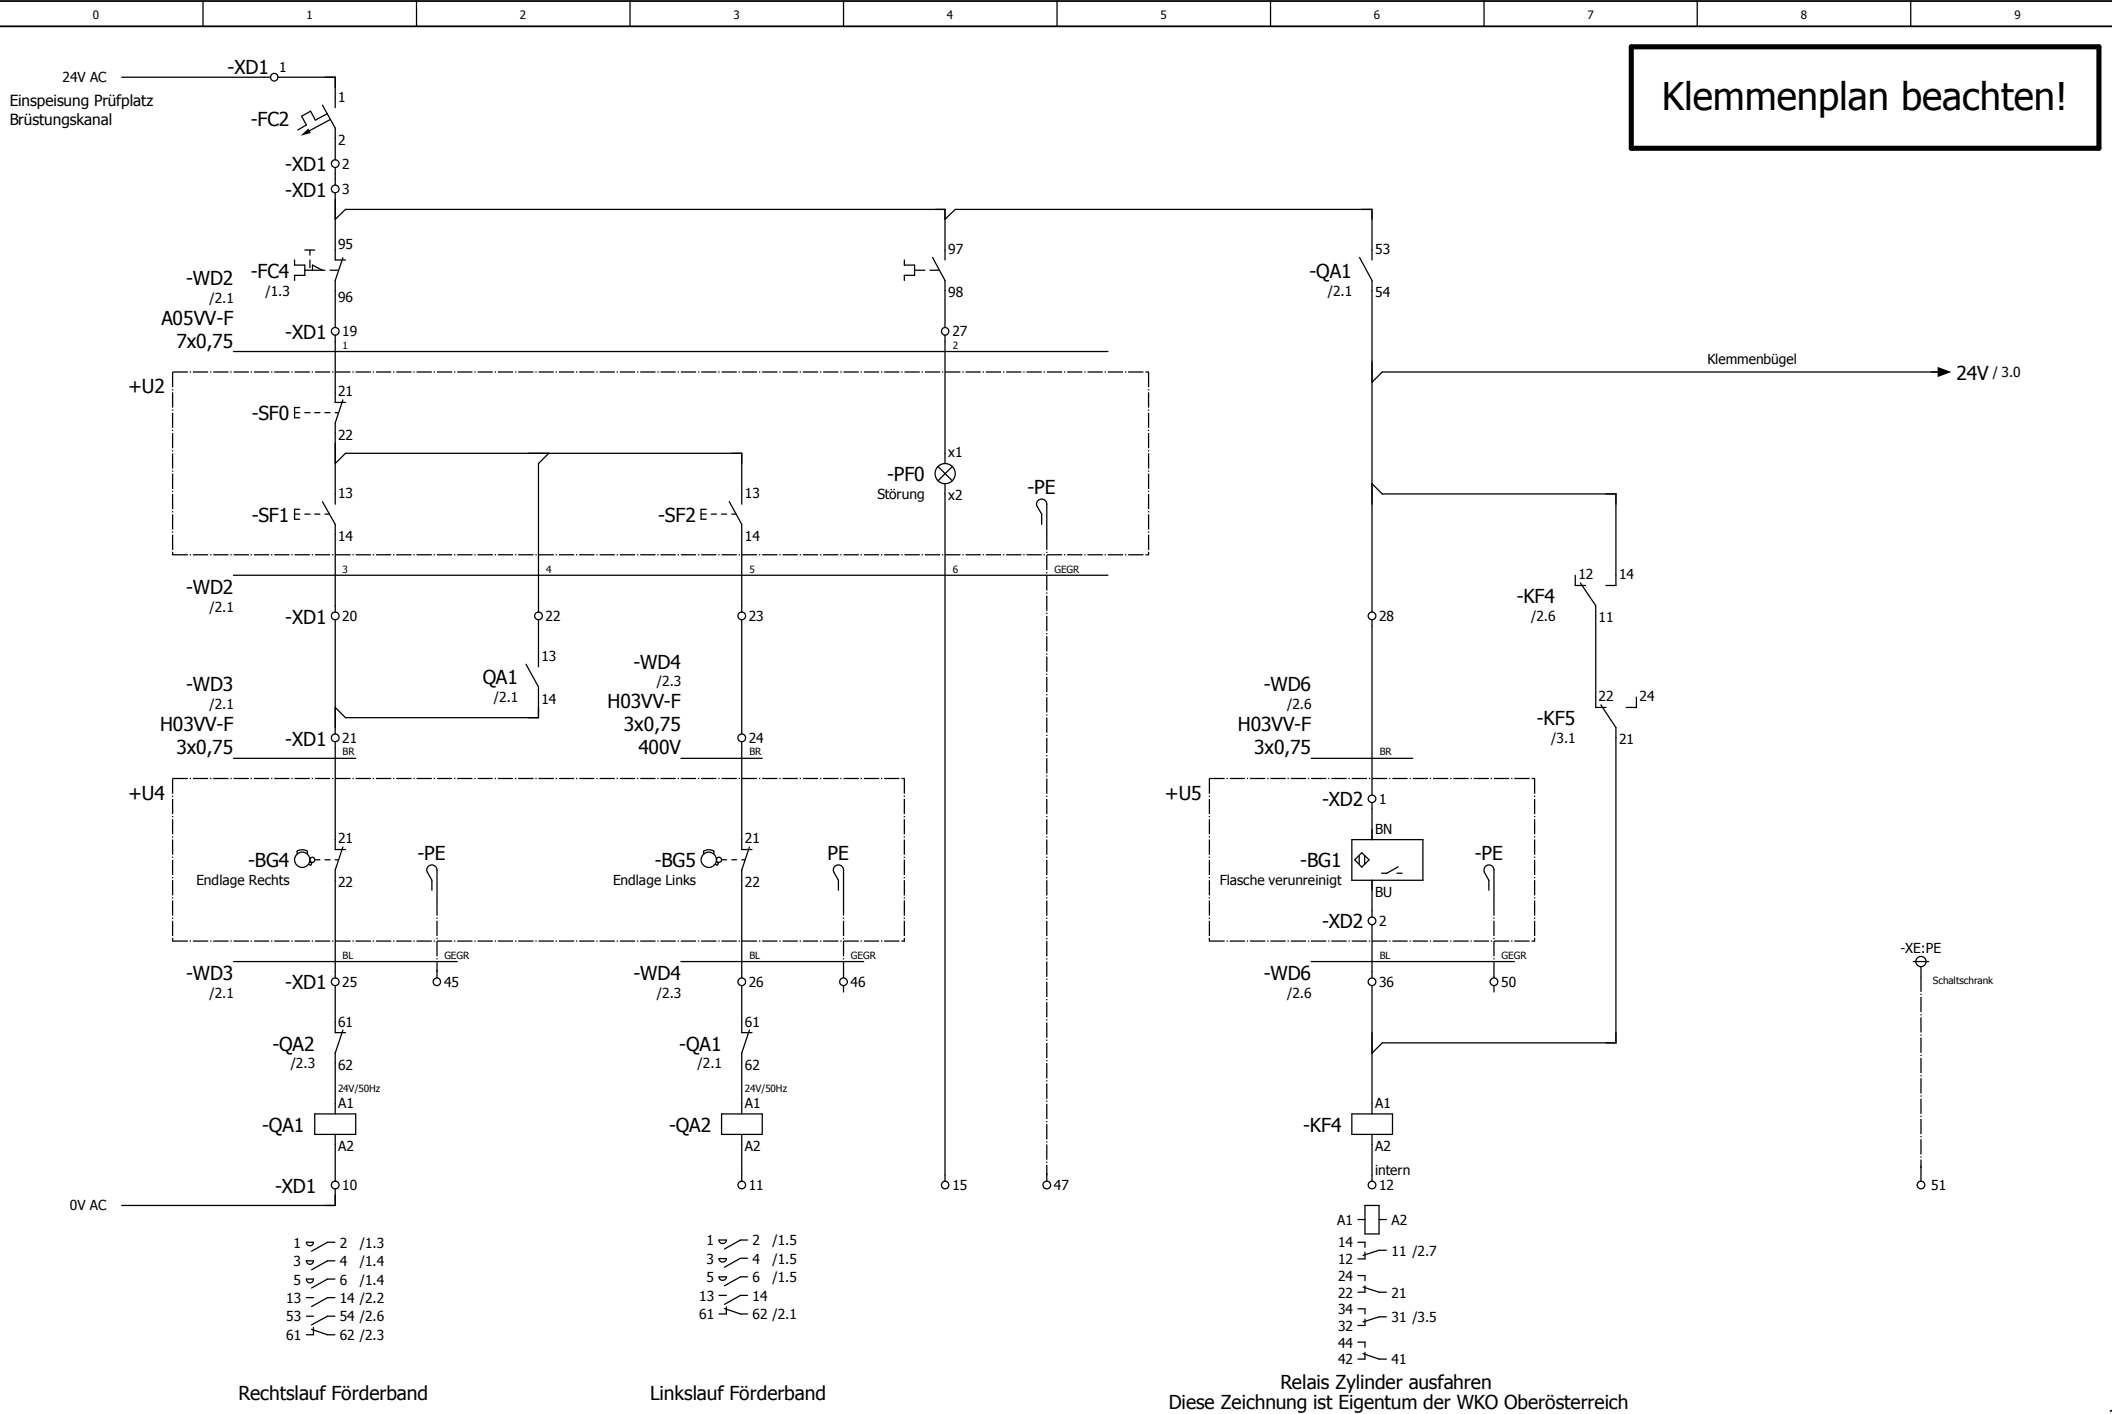 0 1 2 3 4 5 6 7 8 9
Klemmenplan beachten!
24V AC
Einspeisung Prüfplatz
Brüstungskanal
-XD1 1
1
-FC2
2
-XD1 2
-XD1 3
95
-FC4
/1.3
96
-WD2
/2.1
A05VV-F
7x0,75
-XD1 19
1
97
98
27
2
53
-QA1
/2.1
54
Klemmenbügel
24V / 3.0
+U2
21
-SF0
22
13
-SF1
14
13
-SF2
14
x1
-PF0
Störung
x2
-PE
3
4
5
6
GEGR
-WD2
/2.1
-XD1 20
22
23
28
12
14
-KF4
/2.6
11
13
QA1
/2.1
14
-WD3
/2.1
H03VV-F
3x0,75
-XD1 21
BR
-WD4
/2.3
H03VV-F
3x0,75
400V
24
BR
-WD6
/2.6
H03VV-F
3x0,75
BR
22
24
-KF5
/3.1
21
+U4
21
-BG4
Endlage Rechts
22
-PE
21
-BG5
Endlage Links
22
PE
+U5
-XD2 1
BN
-BG1
Flasche verunreinigt
BU
-XD2 2
-PE
BL
GEGR
-WD3
/2.1
-XD1 25
45
BL
GEGR
-WD4
/2.3
26
46
BL
GEGR
-WD6
/2.6
36
50
-XE:PE
Schaltschrank
61
-QA2
/2.3
62
24V/50Hz
A1
-QA1
A2
-XD1 10
0V AC
61
-QA1
/2.1
62
24V/50Hz
A1
-QA2
A2
11
15
47
A1
-KF4
A2
intern
12
51
1 2 /1.3
3 4 /1.4
5 6 /1.4
13 14 /2.2
53 54 /2.6
61 62 /2.3
1 2 /1.5
3 4 /1.5
5 6 /1.5
13 14
61 62 /2.1
A1 A2
14
12 11 /2.7
24
22 21
34
32 31 /3.5
44
42 41
Rechtslauf Förderband
Linkslauf Förderband
Relais Zylinder ausfahren
Diese Zeichnung ist Eigentum der WKO Oberösterreich